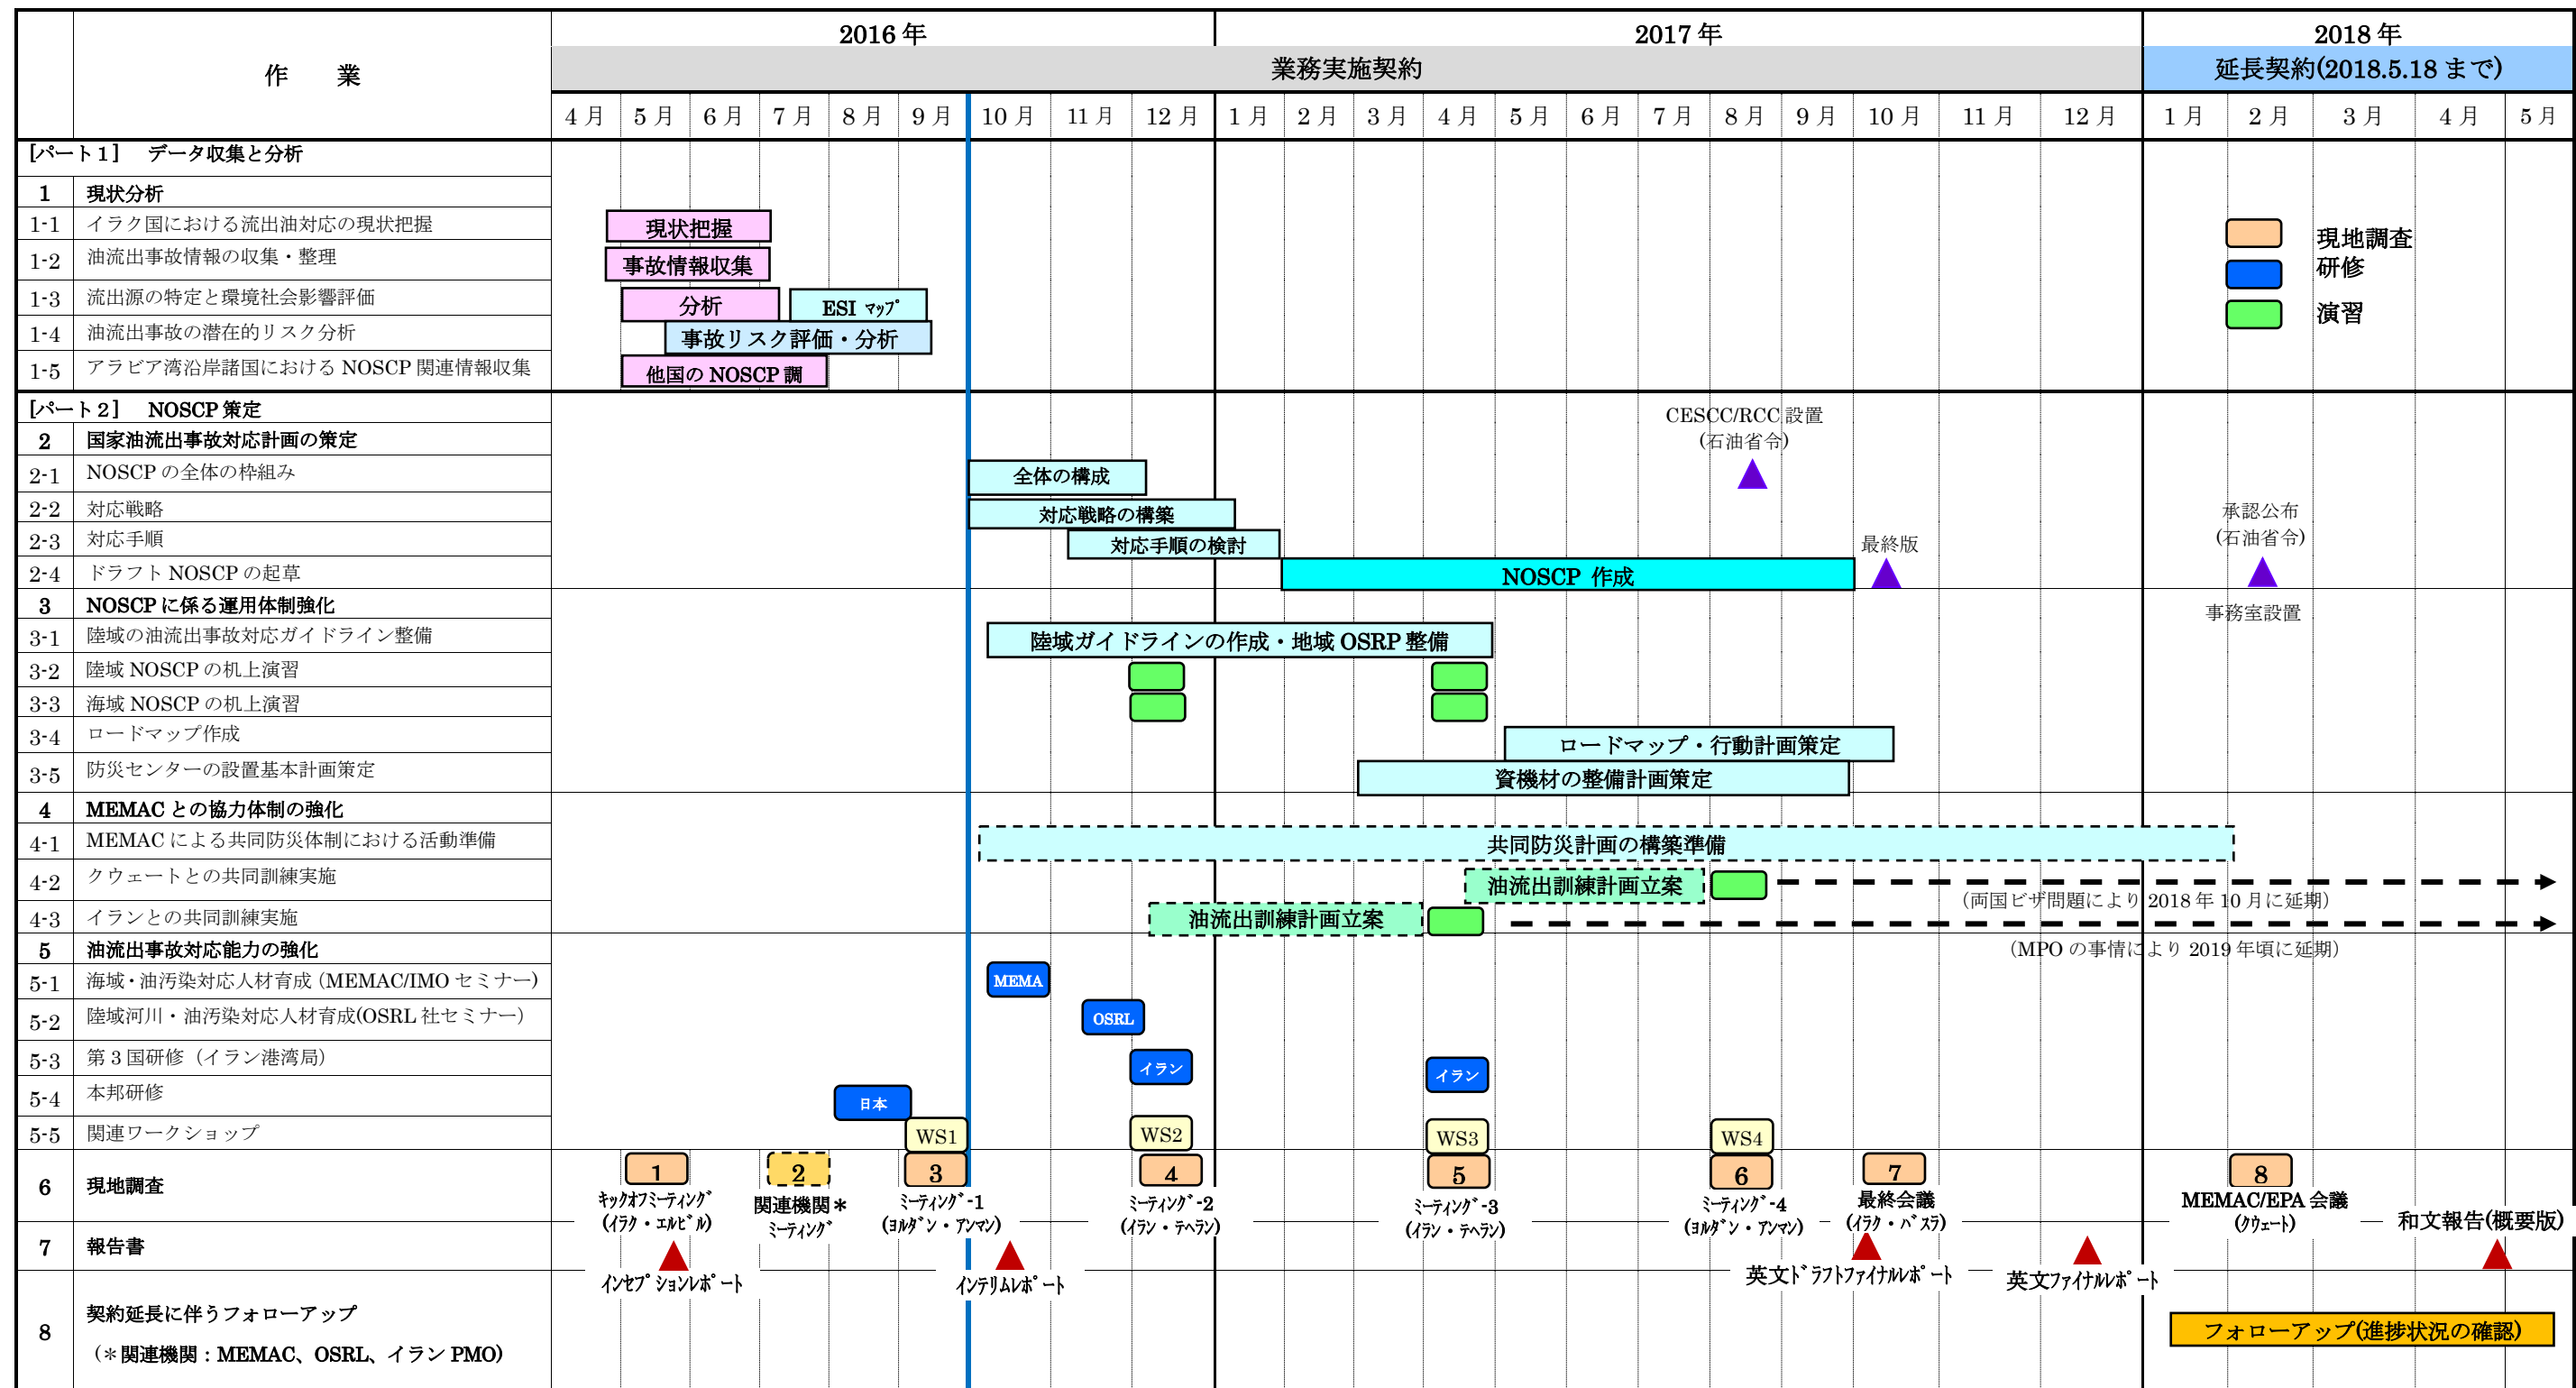 2016 年
2017 年
2018 年
作　業
業務実施契約
延長契約(2018.5.18 まで)
4 月 5 月 6 月 7 月 8 月 9 月 10 月 11 月 12 月 1 月 2 月 3 月 4 月 5 月 6 月 7 月 8 月 9 月 10 月 11 月 12 月 1 月 2 月 3 月 4 月 5 月
[パート1]　データ収集と分析
1 現状分析
1-1 イラク国における流出油対応の現状把握
現状把握
1-2 油流出事故情報の収集・整理
事故情報収集
1-3 流出源の特定と環境社会影響評価
分析
ESI ﾏｯﾌﾟ
1-4 油流出事故の潜在的リスク分析
事故リスク評価・分析
1-5 アラビア湾沿岸諸国における NOSCP 関連情報収集
他国の NOSCP 調
現地調査
研修
演習
[パート2]　NOSCP 策定
2 国家油流出事故対応計画の策定
CESCC/RCC 設置
(石油省令)
2-1 NOSCP の全体の枠組み
全体の構成
2-2 対応戦略
対応戦略の構築
承認公布
(石油省令)
2-3 対応手順
対応手順の検討
最終版
2-4 ドラフト NOSCP の起草
NOSCP 作成
3 NOSCP に係る運用体制強化
事務室設置
3-1 陸域の油流出事故対応ガイドライン整備
陸域ガイドラインの作成・地域 OSRP 整備
3-2 陸域 NOSCP の机上演習
3-3 海域 NOSCP の机上演習
3-4 ロードマップ作成
ロードマップ・行動計画策定
3-5 防災センターの設置基本計画策定
資機材の整備計画策定
4 MEMAC との協力体制の強化
4-1 MEMAC による共同防災体制における活動準備
共同防災計画の構築準備
4-2 クウェートとの共同訓練実施
油流出訓練計画立案
(両国ビザ問題により 2018 年 10 月に延期)
4-3 イランとの共同訓練実施
油流出訓練計画立案
(MPO の事情により 2019 年頃に延期)
5 油流出事故対応能力の強化
5-1 海域・油汚染対応人材育成 (MEMAC/IMO セミナー)
MEMA
5-2 陸域河川・油汚染対応人材育成(OSRL 社セミナー)
OSRL
5-3 第 3 国研修 (イラン港湾局)
イラン
イラン
5-4 本邦研修
日本
5-5 関連ワークショップ
WS1
WS2
WS3
WS4
6 現地調査
1 2 3 4 5 6 7 8
ｷｯｸｵﾌﾐｰﾃｨﾝｸﾞ
(ｲﾗｸ・ｴﾙﾋﾞﾙ)
関連機関＊
ﾐｰﾃｨﾝｸﾞ
ﾐｰﾃｨﾝｸﾞ-1
(ﾖﾙﾀﾞﾝ・ｱﾝﾏﾝ)
ﾐｰﾃｨﾝｸﾞ-2
(ｲﾗﾝ・ﾃﾍﾗﾝ)
ﾐｰﾃｨﾝｸﾞ-3
(ｲﾗﾝ・ﾃﾍﾗﾝ)
ﾐｰﾃｨﾝｸﾞ-4
(ﾖﾙﾀﾞﾝ・ｱﾝﾏﾝ)
最終会議
(ｲﾗｸ・ﾊﾞｽﾗ)
MEMAC/EPA 会議
(ｸｳｪｰﾄ)
7 報告書
和文報告(概要版)
ｲﾝｾﾌﾟｼｮﾝﾚﾎﾟｰﾄ
ｲﾝﾃﾘﾑﾚﾎﾟｰﾄ
英文ﾄﾞﾗﾌﾄﾌｧｲﾅﾙﾚﾎﾟｰﾄ
英文ﾌｧｲﾅﾙﾚﾎﾟｰﾄ
8 契約延長に伴うフォローアップ
フォローアップ(進捗状況の確認)
(＊関連機関：MEMAC、OSRL、イラン PMO)